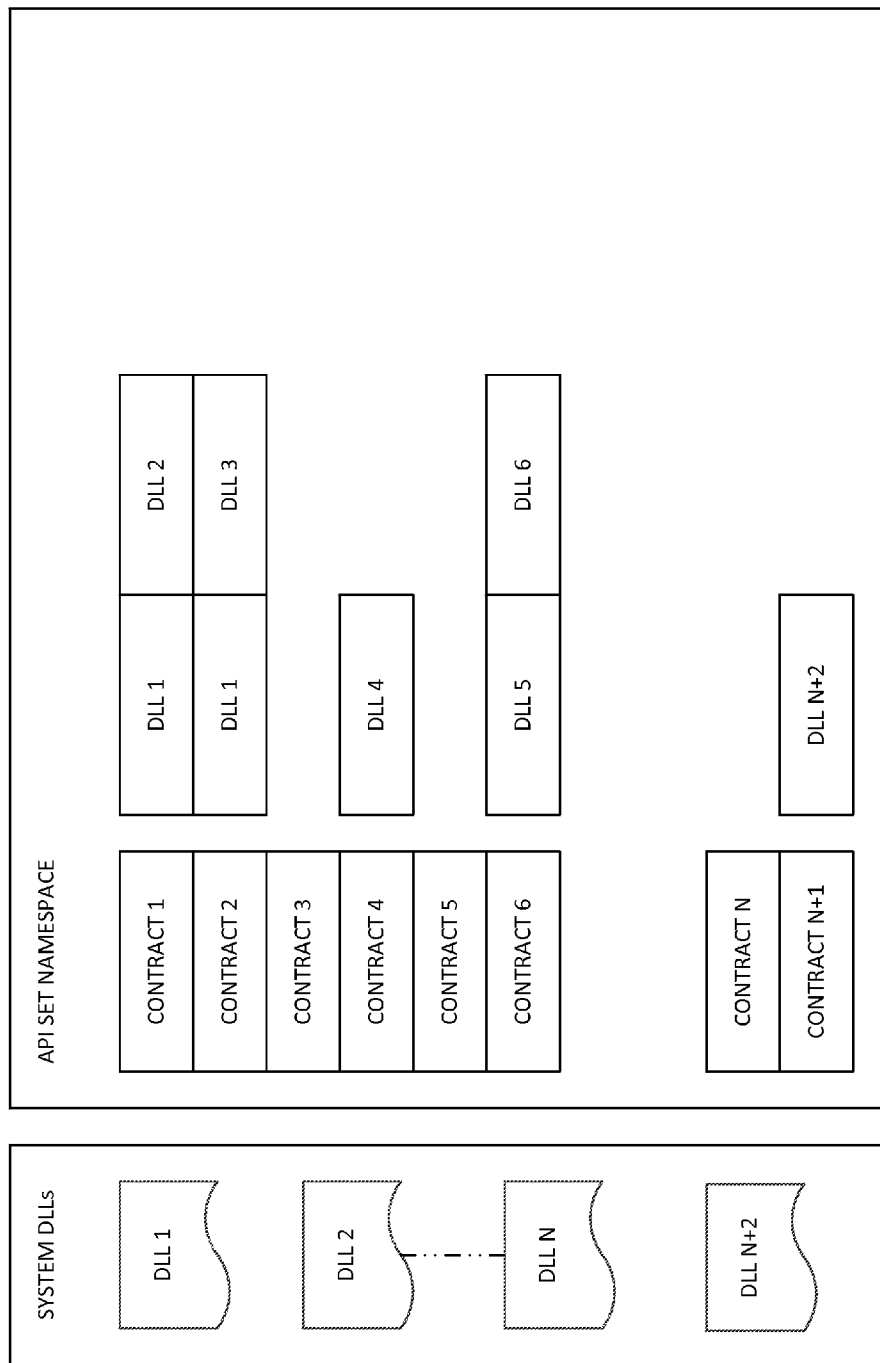 SYSTEM DLLs
DLL 1
DLL 2
DLL N
DLL N+2
API SET NAMESPACE
CONTRACT 1
DLL 1
DLL 2
CONTRACT 2
DLL 1
DLL 3
CONTRACT 3
CONTRACT 4
DLL 4
CONTRACT 5
CONTRACT 6
DLL 5
DLL 6
CONTRACT N
CONTRACT N+1
DLL N+2